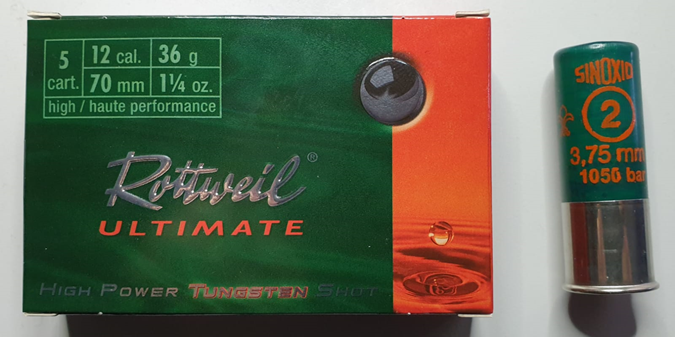 5 cart.
12 cal.
36 g
70 mm
1¼ oz.
high / haute performance
Rottweil®
ULTIMATE
HIGH POWER TUNGSTEN SHOT
SINOXID
2
3,75 mm
1050 bar